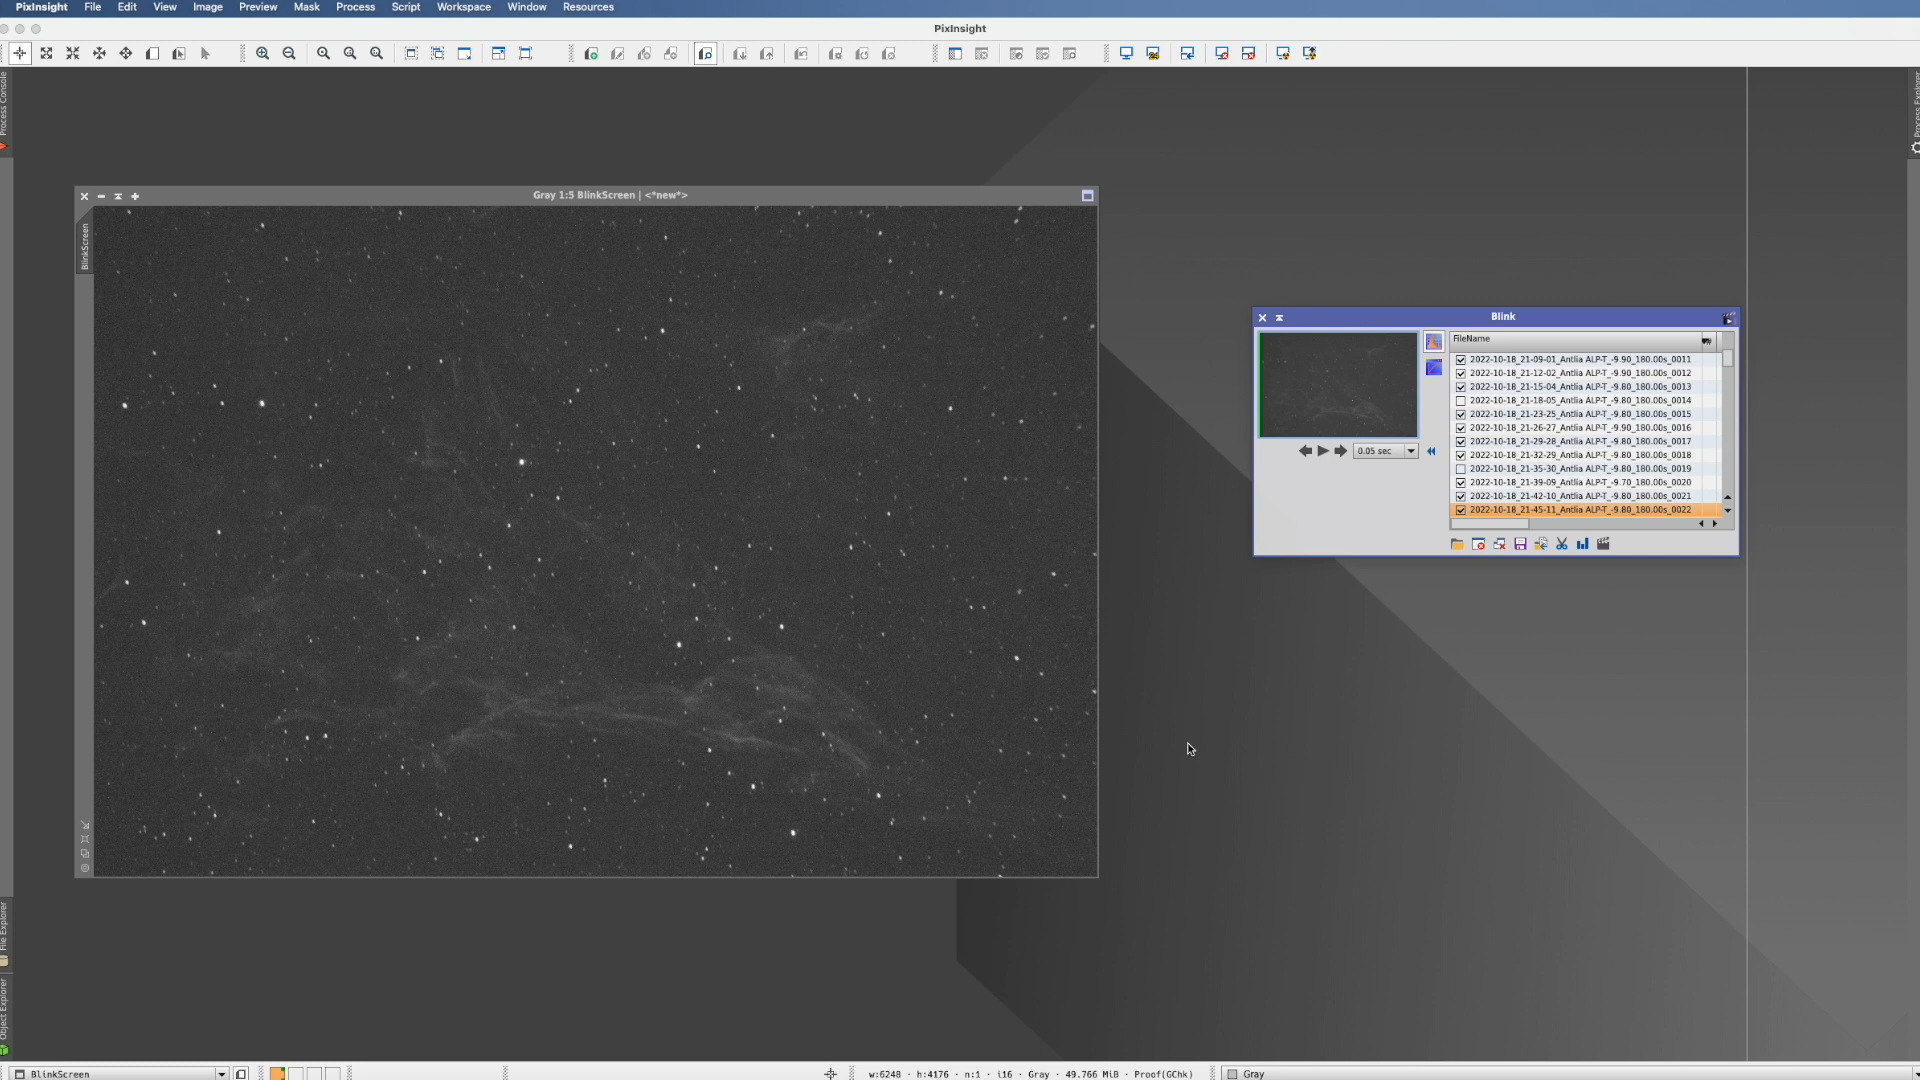 PixInsight File Edit View Image Preview Mask Process Script Workspace Window Resources
PixInsight
Process Console
Process Explorer
Gray 1:5 BlinkScreen | <*new*>
BlinkScreen
Blink
FileName
2022-10-18_21-09-01_Antlia ALP-T_-9.90_180.00s_0011
2022-10-18_21-12-02_Antlia ALP-T_-9.90_180.00s_0012
2022-10-18_21-15-04_Antlia ALP-T_-9.80_180.00s_0013
2022-10-18_21-18-05_Antlia ALP-T_-9.80_180.00s_0014
2022-10-18_21-23-25_Antlia ALP-T_-9.80_180.00s_0015
2022-10-18_21-26-27_Antlia ALP-T_-9.90_180.00s_0016
2022-10-18_21-29-28_Antlia ALP-T_-9.80_180.00s_0017
2022-10-18_21-32-29_Antlia ALP-T_-9.80_180.00s_0018
2022-10-18_21-35-30_Antlia ALP-T_-9.80_180.00s_0019
2022-10-18_21-39-09_Antlia ALP-T_-9.70_180.00s_0020
2022-10-18_21-42-10_Antlia ALP-T_-9.80_180.00s_0021
2022-10-18_21-45-11_Antlia ALP-T_-9.80_180.00s_0022
0.05 sec
File Explorer
Object Explorer
BlinkScreen
w:6248 · h:4176 · n:1 · i16 · Gray · 49.766 MiB · Proof(GChk)
Gray